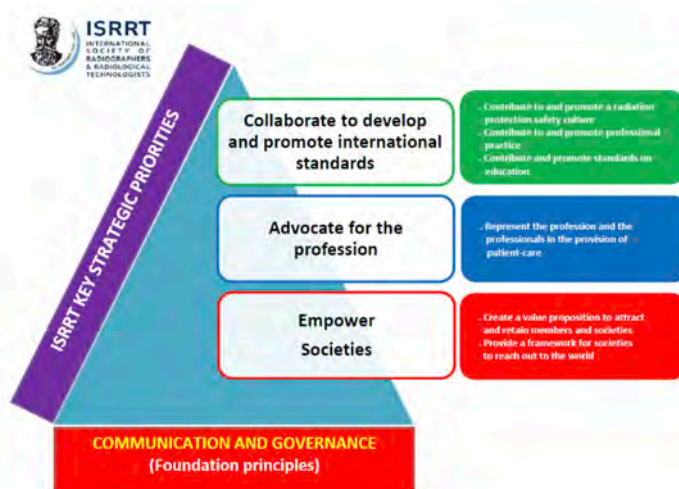 ISRRT
INTERNATIONAL
SOCIETY OF
RADIOGRAPHERS
& RADIOLOGICAL
TECHNOLOGISTS
ISRRT KEY STRATEGIC PRIORITIES
Collaborate to develop
and promote international
standards
. Contribute to and promote a radiation
protection safety culture
. Contribute to and promote professional
practice
. Contribute and promote standards on
education
Advocate for the
profession
. Represent the profession and the
professionals in the provision of
patient-care
Empower
Societies
. Create a value proposition to attract
and retain members and societies
. Provide a framework for societies
to reach out to the world
COMMUNICATION AND GOVERNANCE
(Foundation principles)